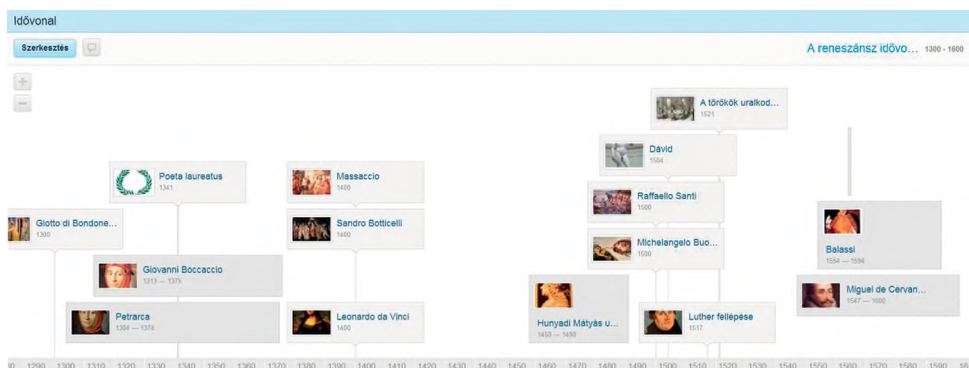 Idővonal
Szerkesztés
A reneszánsz idővo... 1300 - 1600
A törökök uralkod...
1521
Dávid
1504
Poeta laureatus
1341
Massaccio
1400
Raffaello Santi
1500
Giotto di Bondone...
1300
Sandro Botticelli
1400
Michelangelo Buo...
1500
Balassi
1554 — 1594
Giovanni Boccaccio
1313 — 1375
Miguel de Cervan...
1547 — 1600
Petrarca
1304 — 1374
Leonardo da Vinci
1400
Hunyadi Mátyás u...
1458 — 1490
Luther fellépése
1517
1290 1300 1310 1320 1330 1340 1350 1360 1370 1380 1390 1400 1410 1420 1430 1440 1450 1460 1470 1480 1490 1500 1510 1520 1530 1540 1550 1560 1570 1580 1590